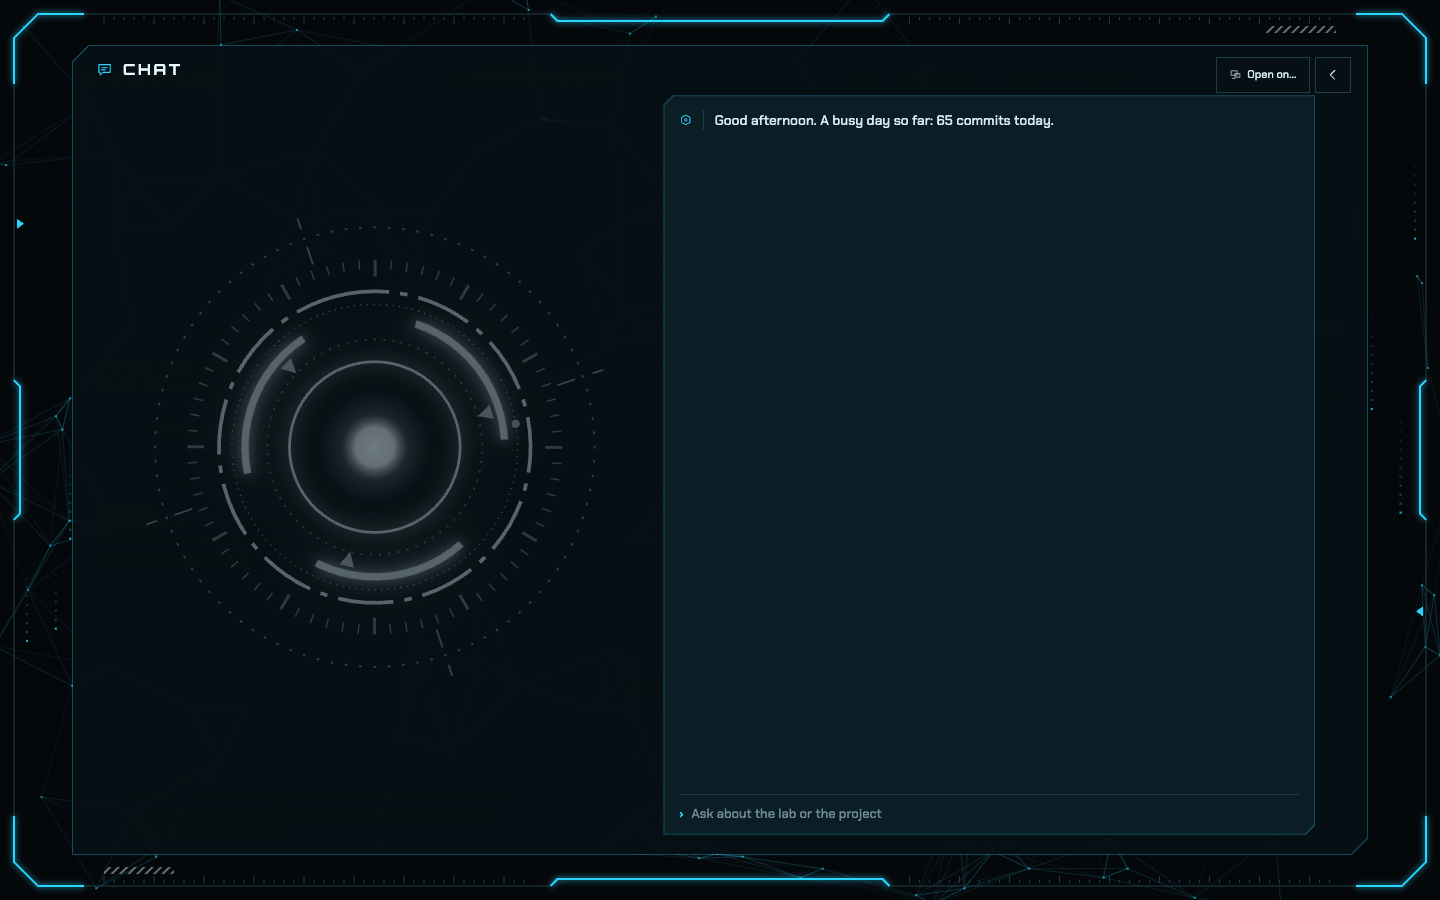 CHAT
Open on...
Good afternoon. A busy day so far: 65 commits today.
Ask about the lab or the project